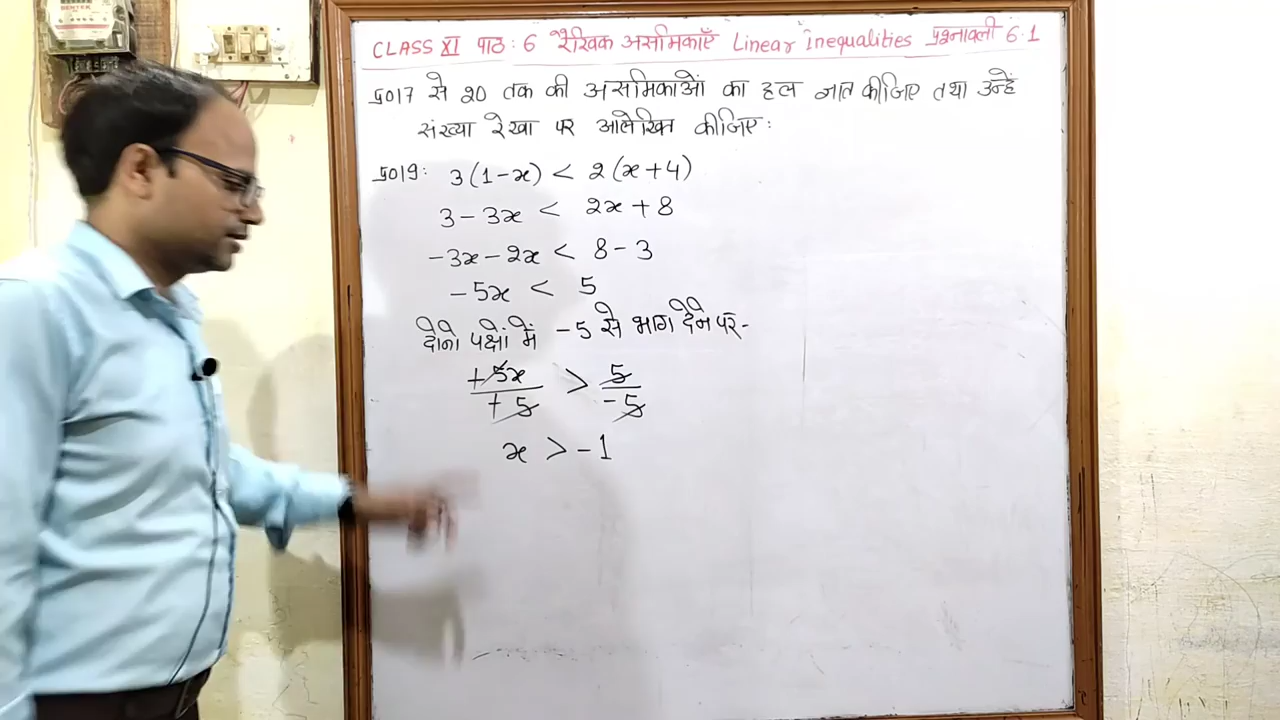 CLASS XI पाठ: 6 रैखिक असमिकाएँ Linear Inequalities प्रश्नावली 6.1
प्र017 से 20 तक की असमिकाओं का हल ज्ञात कीजिए तथा उन्हें
संख्या रेखा पर आलेखित कीजिए:
प्र019: 3(1-x) < 2(x+4)
3-3x < 2x+8
-3x-2x < 8-3
-5x < 5
दोनो पक्षों में -5 से भाग देने पर-
+5x/+5 > 5/-5
x > -1